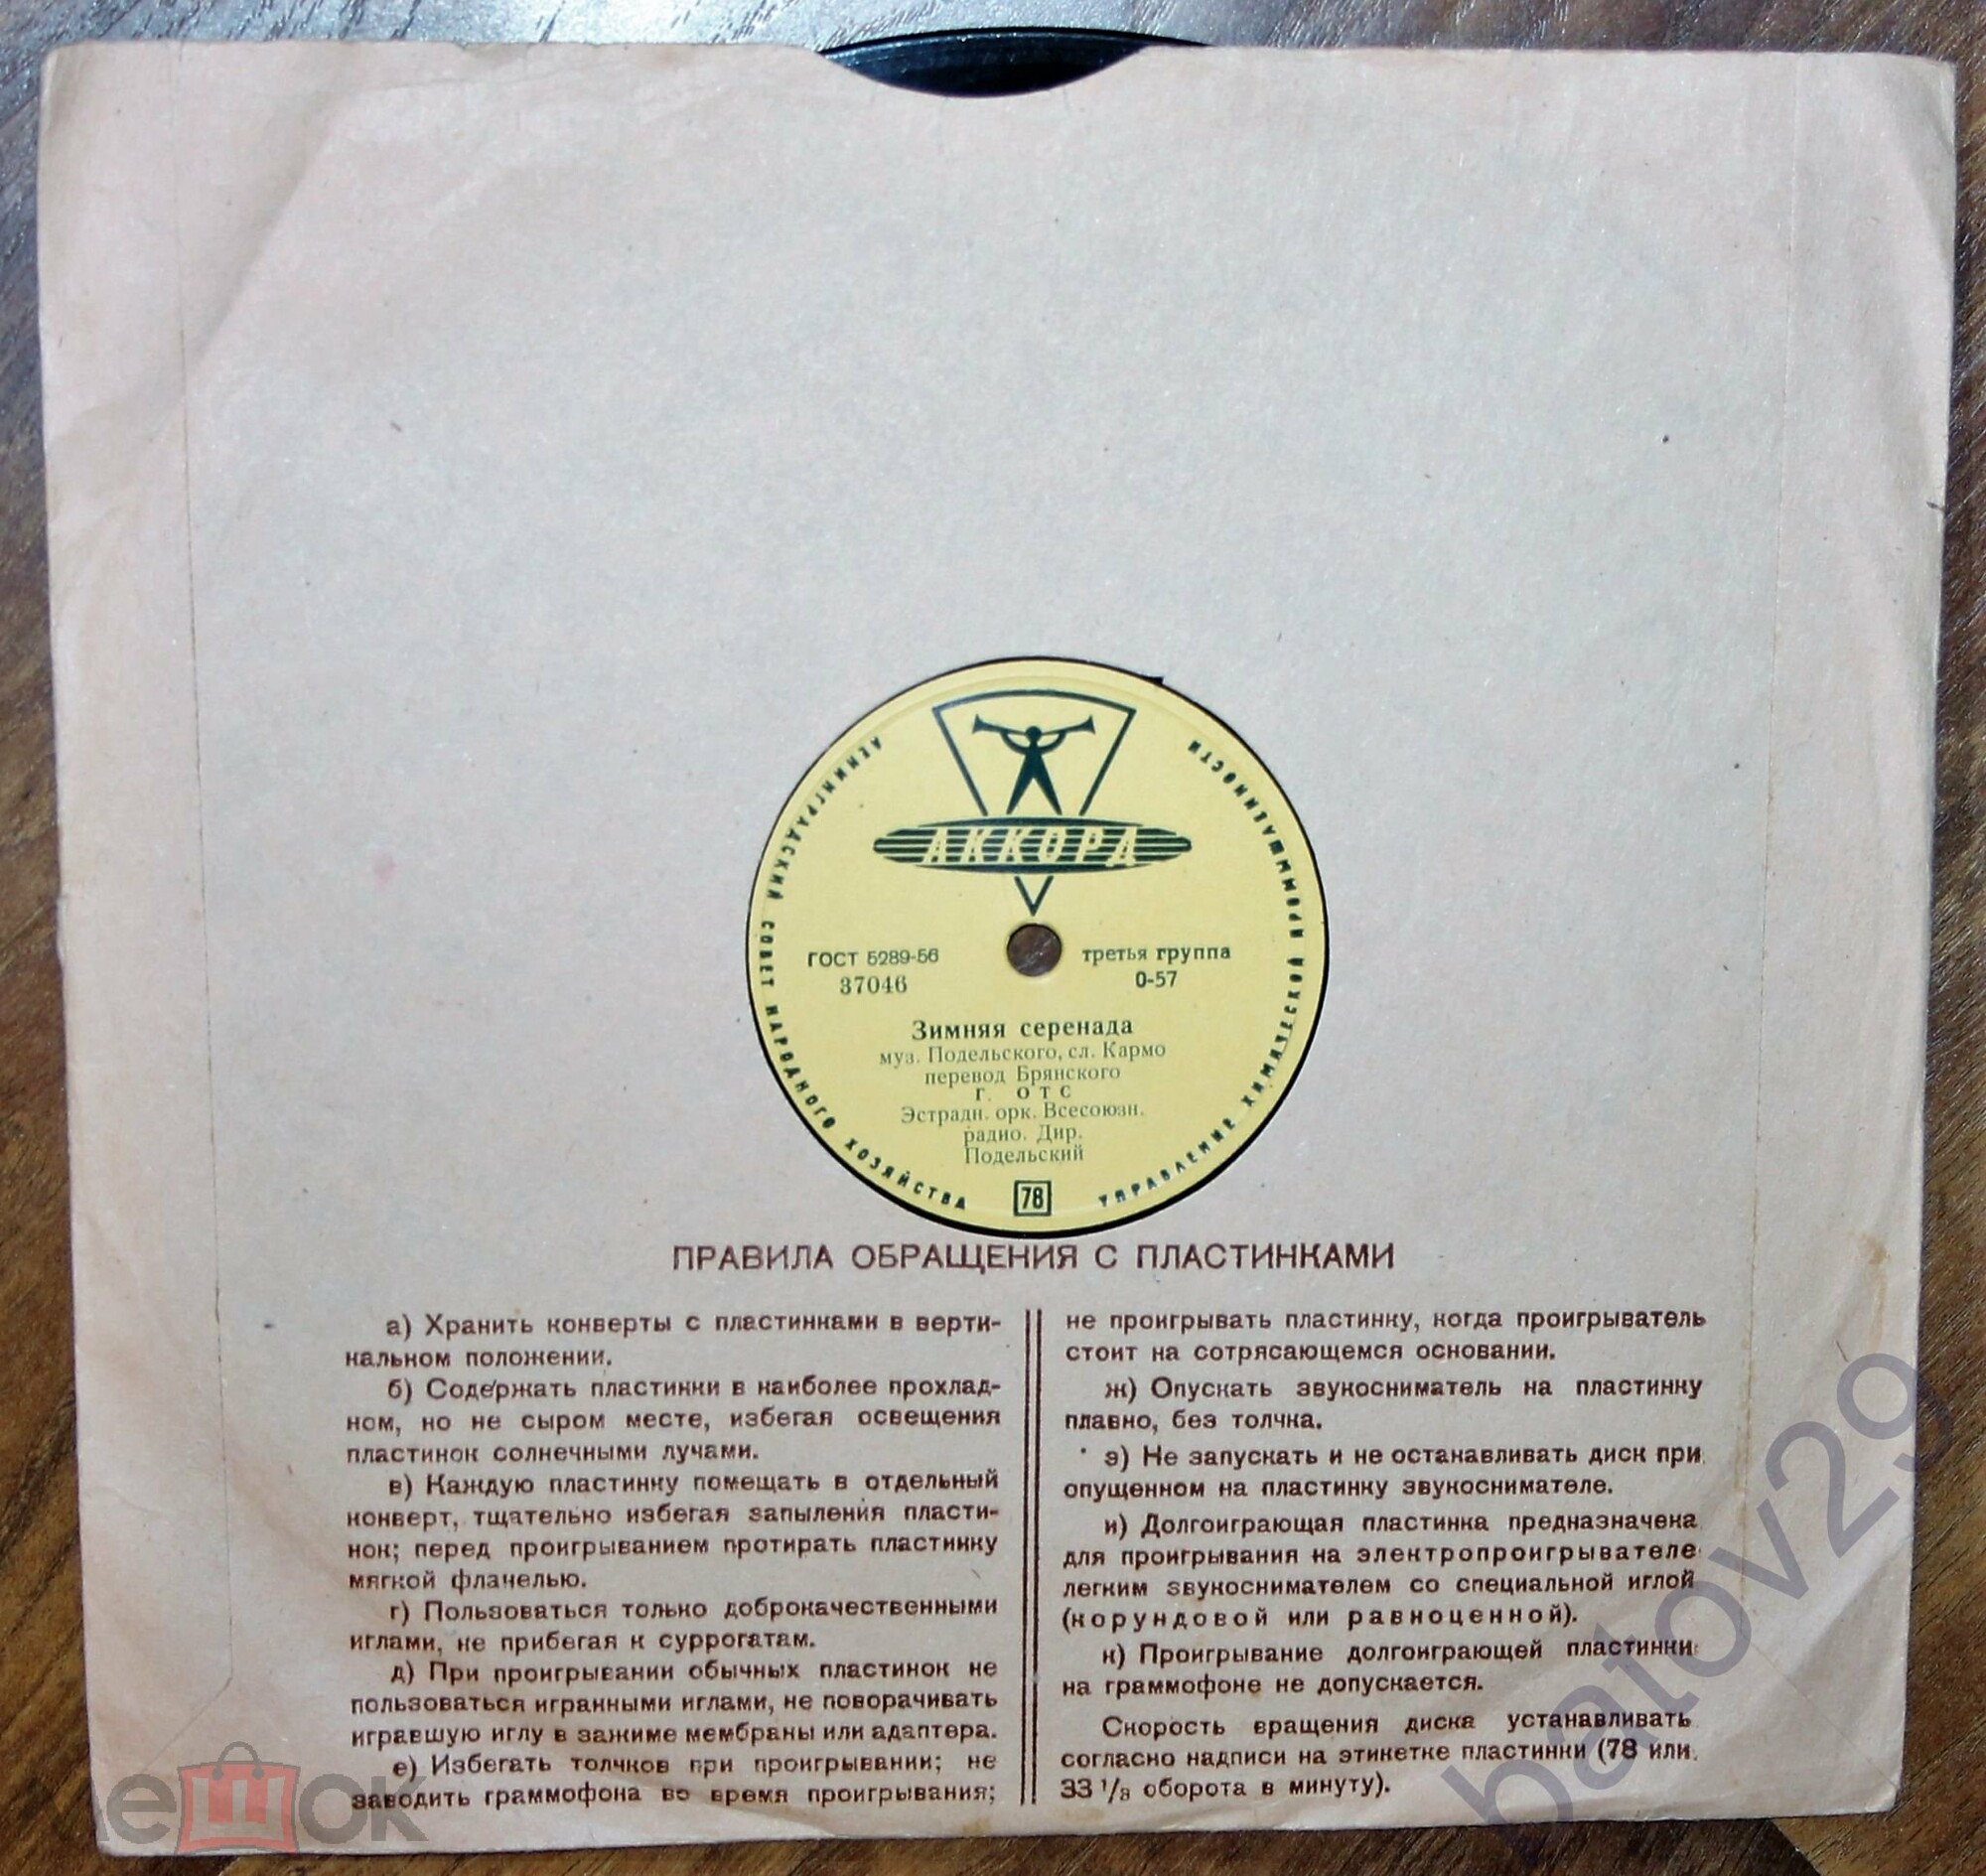 АККОРД
ЛЕНИНГРАДСКИЙ СОВЕТ НАРОДНОГО ХОЗЯЙСТВА
УПРАВЛЕНИЕ ХИМИЧЕСКОЙ ПРОМЫШЛЕННОСТИ
ГОСТ 5289-56
37046
третья группа
0-57
Зимняя серенада
муз. Подельского, сл. Кармо
перевод Брянского
Г. ОТС
Эстрадн. орк. Всесоюзн.
радио. Дир.
Подельский
78
ПРАВИЛА ОБРАЩЕНИЯ С ПЛАСТИНКАМИ
а) Хранить конверты с пластинками в верти-
кальном положении.
б) Содержать пластинки в наиболее прохлад-
ном, но не сыром месте, избегая освещения
пластинок солнечными лучами.
в) Каждую пластинку помещать в отдельный
конверт, тщательно избегая запыления пласти-
нок; перед проигрыванием протирать пластинку
мягкой фланелью.
г) Пользоваться только доброкачественными
иглами, не прибегая к суррогатам.
д) При проигрывании обычных пластинок не
пользоваться игранными иглами, не поворачивать
игравшую иглу в зажиме мембраны или адаптера.
е) Избегать толчков при проигрывании; не
заводить граммофона во время проигрывания;
не проигрывать пластинку, когда проигрыватель
стоит на сотрясающемся основании.
ж) Опускать звукосниматель на пластинку
плавно, без толчка.
з) Не запускать и не останавливать диск при
опущенном на пластинку звукоснимателе.
и) Долгоиграющая пластинка предназначена
для проигрывания на электропроигрывателе
легким звукоснимателем со специальной иглой
(корундовой или равноценной).
к) Проигрывание долгоиграющей пластинки
на граммофоне не допускается.
Скорость вращения диска устанавливать
согласно надписи на этикетке пластинки (78 или
33 1/3 оборота в минуту).
batov29
ешок